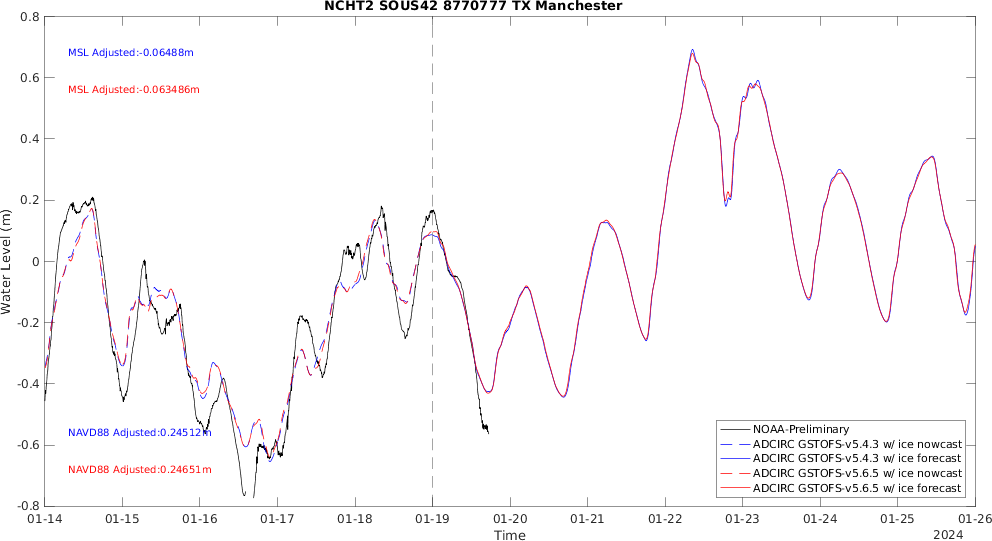 NCHT2 SOUS42 8770777 TX Manchester
0.8
MSL Adjusted:-0.06488m
0.6
MSL Adjusted:-0.063486m
0.4
0.2
0
Water Level (m)
-0.2
-0.4
NAVD88 Adjusted:0.24512m
-0.6
NAVD88 Adjusted:0.24651m
-0.8
NOAA-Preliminary
ADCIRC GSTOFS-v5.4.3 w/ ice nowcast
ADCIRC GSTOFS-v5.4.3 w/ ice forecast
ADCIRC GSTOFS-v5.6.5 w/ ice nowcast
ADCIRC GSTOFS-v5.6.5 w/ ice forecast
01-14 01-15 01-16 01-17 01-18 01-19 01-20 01-21 01-22 01-23 01-24 01-25 01-26
Time
2024